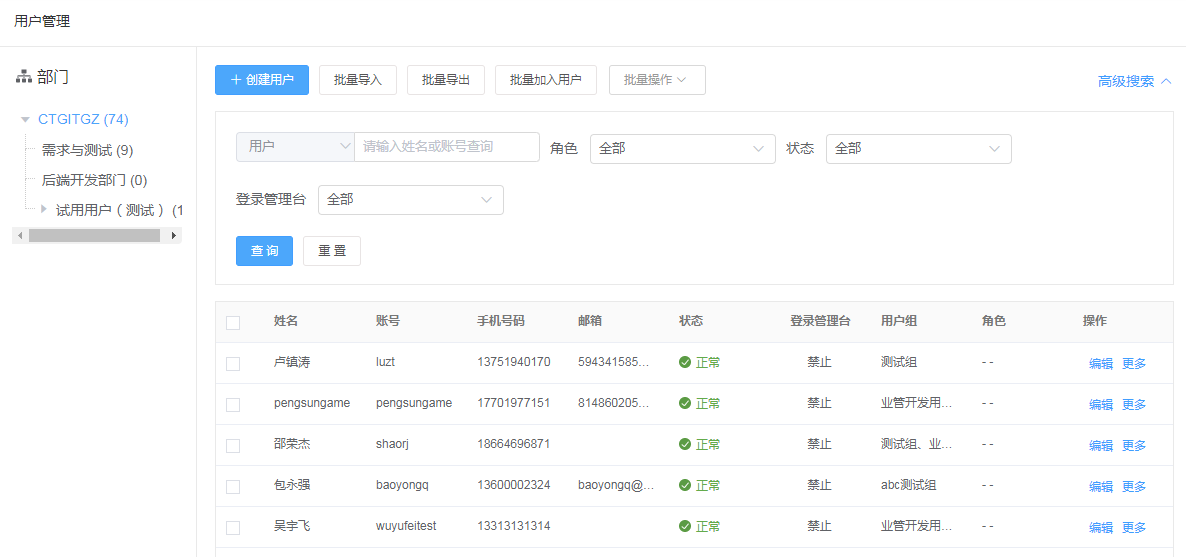 用户管理
部门
CTGITGZ (74)
需求与测试 (9)
后端开发部门 (0)
试用用户（测试） (1
创建用户 批量导入 批量导出 批量加入用户 批量操作 高级搜索
用户 请输入姓名或账号查询 角色 全部 状态 全部
登录管理台 全部
查 询 重 置
姓名 账号 手机号码 邮箱 状态 登录管理台 用户组 角色 操作
卢镇涛 luzt 13751940170 594341585... 正常 禁止 测试组 - - 编辑 更多
pengsungame pengsungame 17701977151 814860205... 正常 禁止 业管开发用... - - 编辑 更多
邵荣杰 shaorj 18664696871 正常 禁止 测试组、业... - - 编辑 更多
包永强 baoyongq 13600002324 baoyongq@... 正常 禁止 abc测试组 - - 编辑 更多
吴宇飞 wuyufeitest 13313131314 正常 禁止 业管开发用... - - 编辑 更多